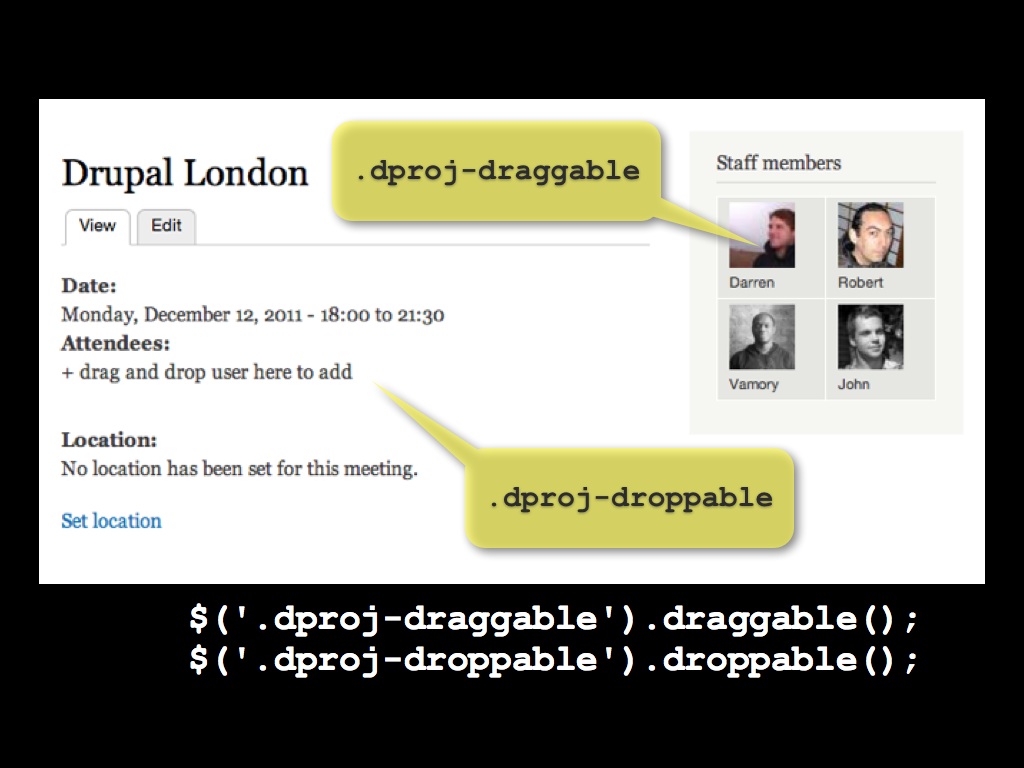 Drupal London
View
Edit
Date:
Monday, December 12, 2011 - 18:00 to 21:30
Attendees:
+ drag and drop user here to add
Location:
No location has been set for this meeting.
Set location
.dproj-draggable
.dproj-droppable
Staff members
Darren
Robert
Vamory
John
$('.dproj-draggable').draggable();
$('.dproj-droppable').droppable();